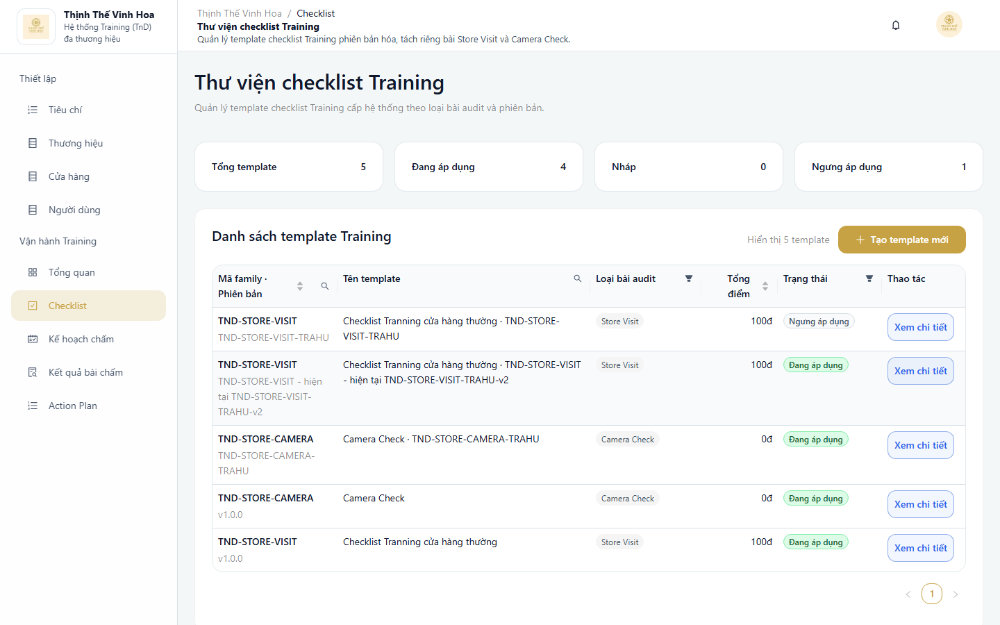 Thịnh Thế Vinh Hoa
Hệ thống Training (TnD)
đa thương hiệu
Thiết lập
Tiêu chí
Thương hiệu
Cửa hàng
Người dùng
Vận hành Training
Tổng quan
Checklist
Kế hoạch chấm
Kết quả bài chấm
Action Plan
Thịnh Thế Vinh Hoa / Checklist
Thư viện checklist Training
Quản lý template checklist Training phiên bản hóa, tách riêng bài Store Visit và Camera Check.
Thư viện checklist Training
Quản lý template checklist Training cấp hệ thống theo loại bài audit và phiên bản.
Tổng template 5
Đang áp dụng 4
Nháp 0
Ngưng áp dụng 1
Danh sách template Training
Hiển thị 5 template
Tạo template mới
Mã family ·
Phiên bản
Tên template
Loại bài audit
Tổng
điểm
Trạng thái
Thao tác
TND-STORE-VISIT
TND-STORE-VISIT-TRAHU
Checklist Tranning cửa hàng thường · TND-STORE-
VISIT-TRAHU
Store Visit
100đ
Ngưng áp dụng
Xem chi tiết
TND-STORE-VISIT
TND-STORE-VISIT - hiện
tại TND-STORE-VISIT-
TRAHU-v2
Checklist Tranning cửa hàng thường · TND-STORE-VISIT
- hiện tại TND-STORE-VISIT-TRAHU-v2
Store Visit
100đ
Đang áp dụng
Xem chi tiết
TND-STORE-CAMERA
TND-STORE-CAMERA-
TRAHU
Camera Check · TND-STORE-CAMERA-TRAHU
Camera Check
0đ
Đang áp dụng
Xem chi tiết
TND-STORE-CAMERA
v1.0.0
Camera Check
Camera Check
0đ
Đang áp dụng
Xem chi tiết
TND-STORE-VISIT
v1.0.0
Checklist Tranning cửa hàng thường
Store Visit
100đ
Đang áp dụng
Xem chi tiết
1